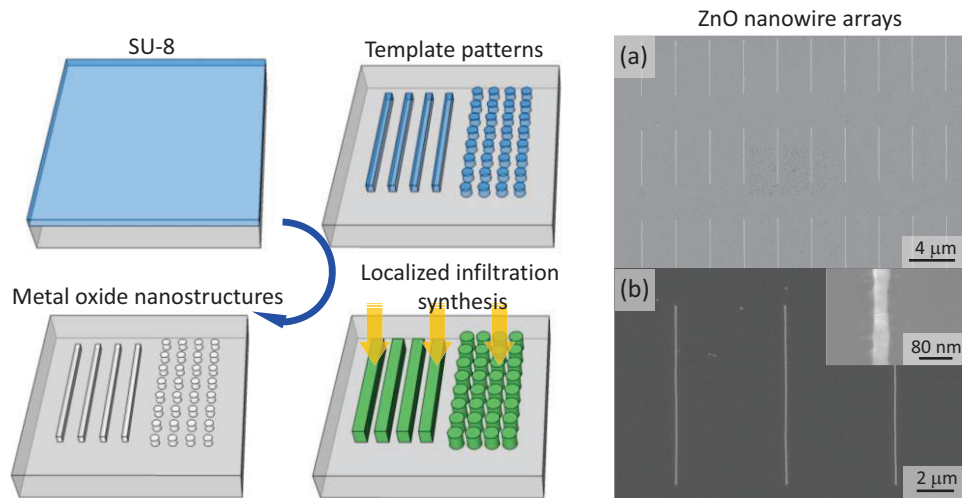 SU-8
Template patterns
Localized infiltration
synthesis
Metal oxide nanostructures
ZnO nanowire arrays
(a)
4 μm
(b)
80 nm
2 μm